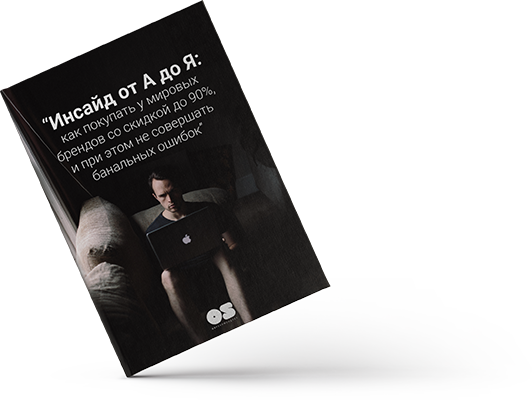 “Инсайд от А до Я:
как покупать у мировых
брендов со скидкой до 90%,
и при этом не совершать
банальных ошибок”
OS